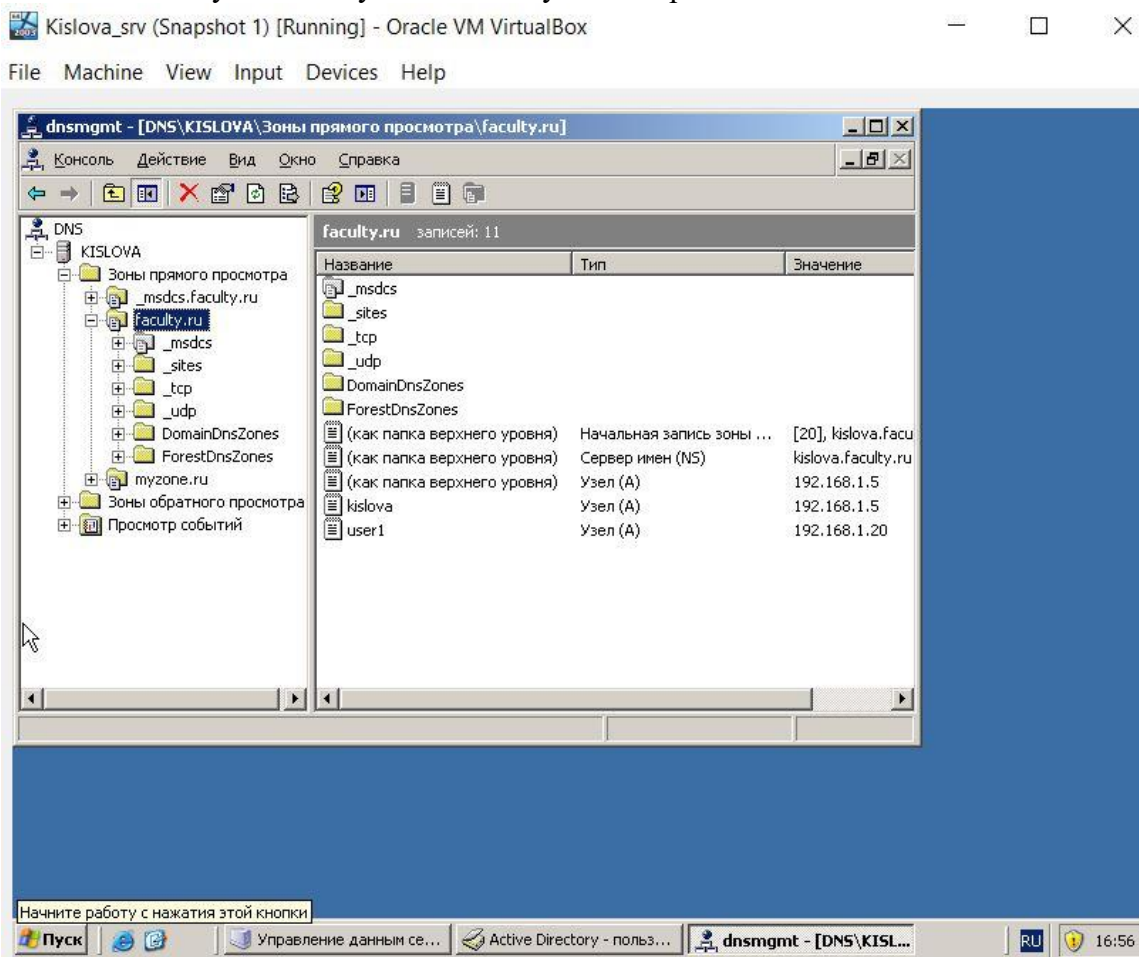 Kislova_srv (Snapshot 1) [Running] - Oracle VM VirtualBox
File Machine View Input Devices Help
dnsmgmt - [DNS\KISLOVA\Зоны прямого просмотра\faculty.ru]
Консоль Действие Вид Окно Справка
DNS
KISLOVA
Зоны прямого просмотра
_msdcs.faculty.ru
faculty.ru
_msdcs
_sites
_tcp
_udp
DomainDnsZones
ForestDnsZones
myzone.ru
Зоны обратного просмотра
Просмотр событий
faculty.ru записей: 11
Название Тип Значение
_msdcs
_sites
_tcp
_udp
DomainDnsZones
ForestDnsZones
(как папка верхнего уровня) Начальная запись зоны ... [20], kislova.facu
(как папка верхнего уровня) Сервер имен (NS) kislova.faculty.ru
(как папка верхнего уровня) Узел (A) 192.168.1.5
kislova Узел (A) 192.168.1.5
user1 Узел (A) 192.168.1.20
Начните работу с нажатия этой кнопки
Пуск Управление данным се... Active Directory - польз... dnsmgmt - [DNS\KISL... RU 16:56